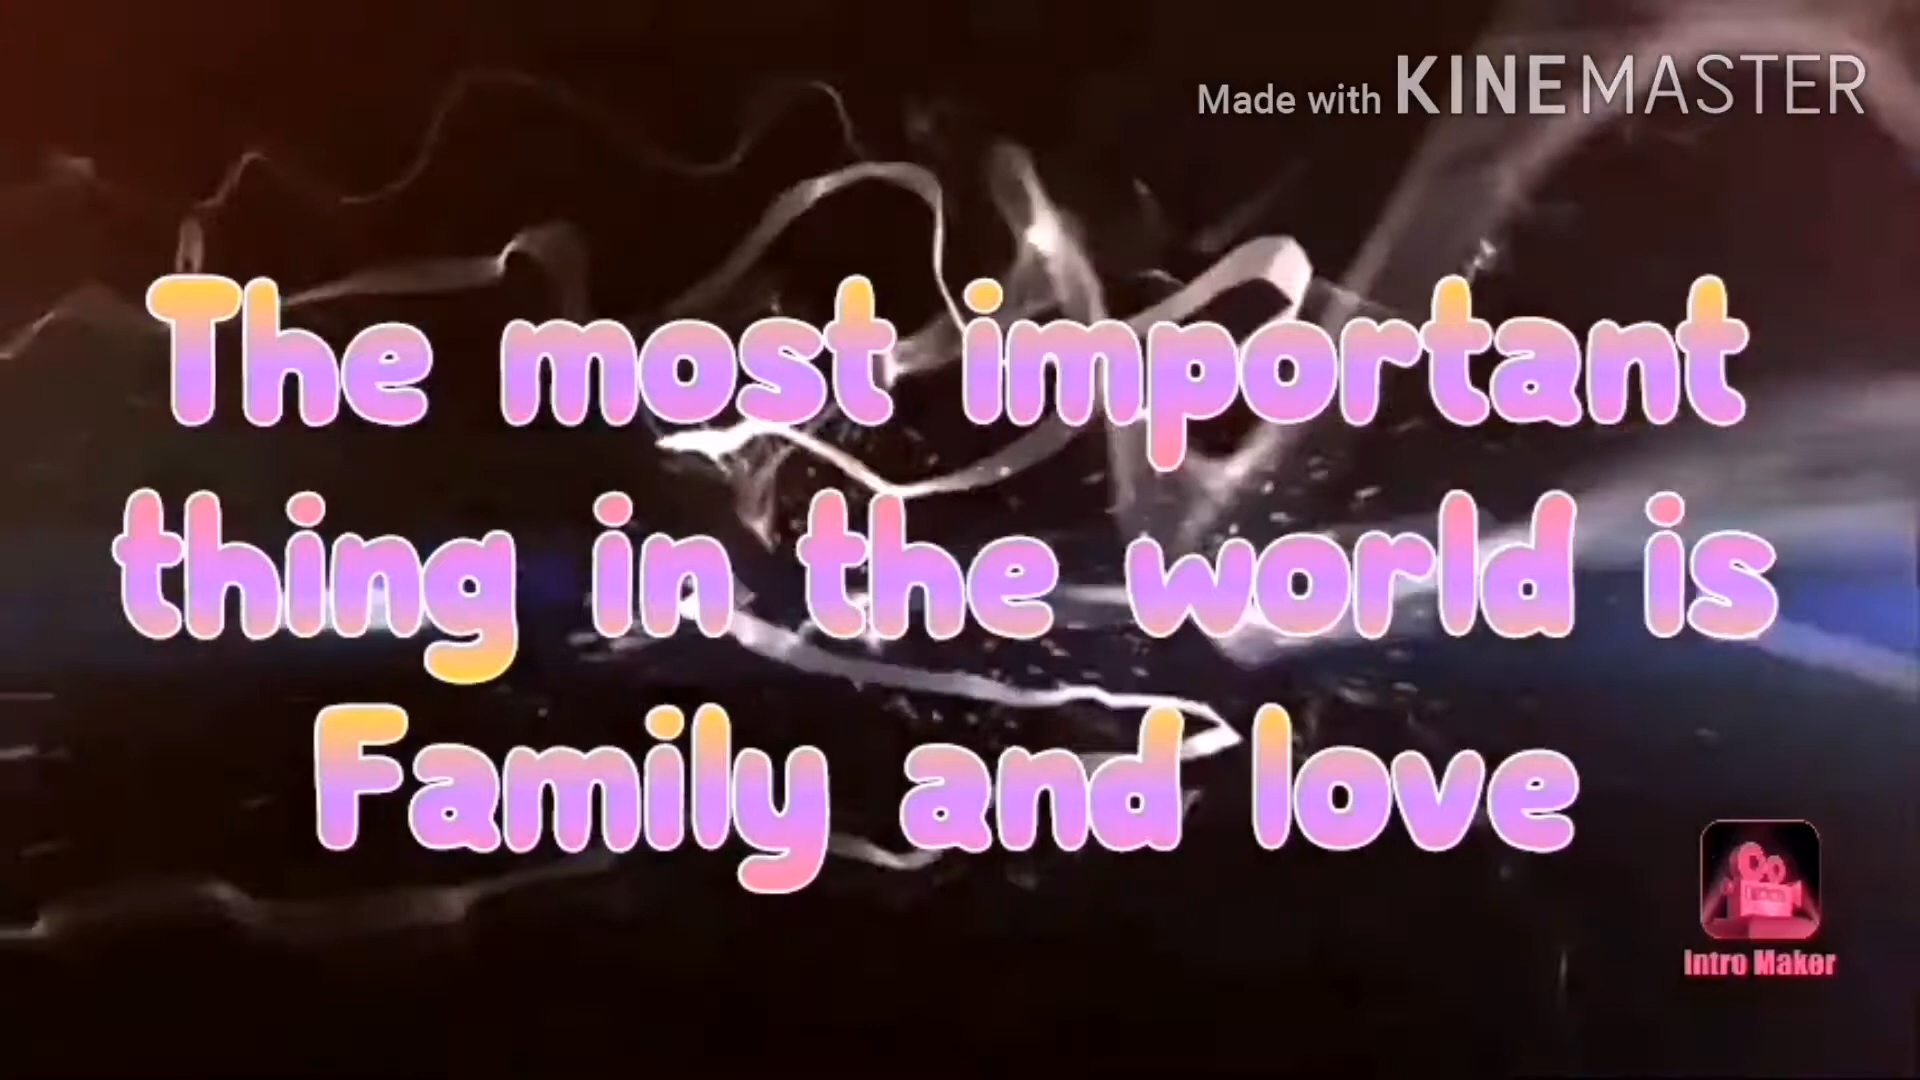 Made with KINEMASTER
The most important
thing in the world is
Family and love
Intro Maker